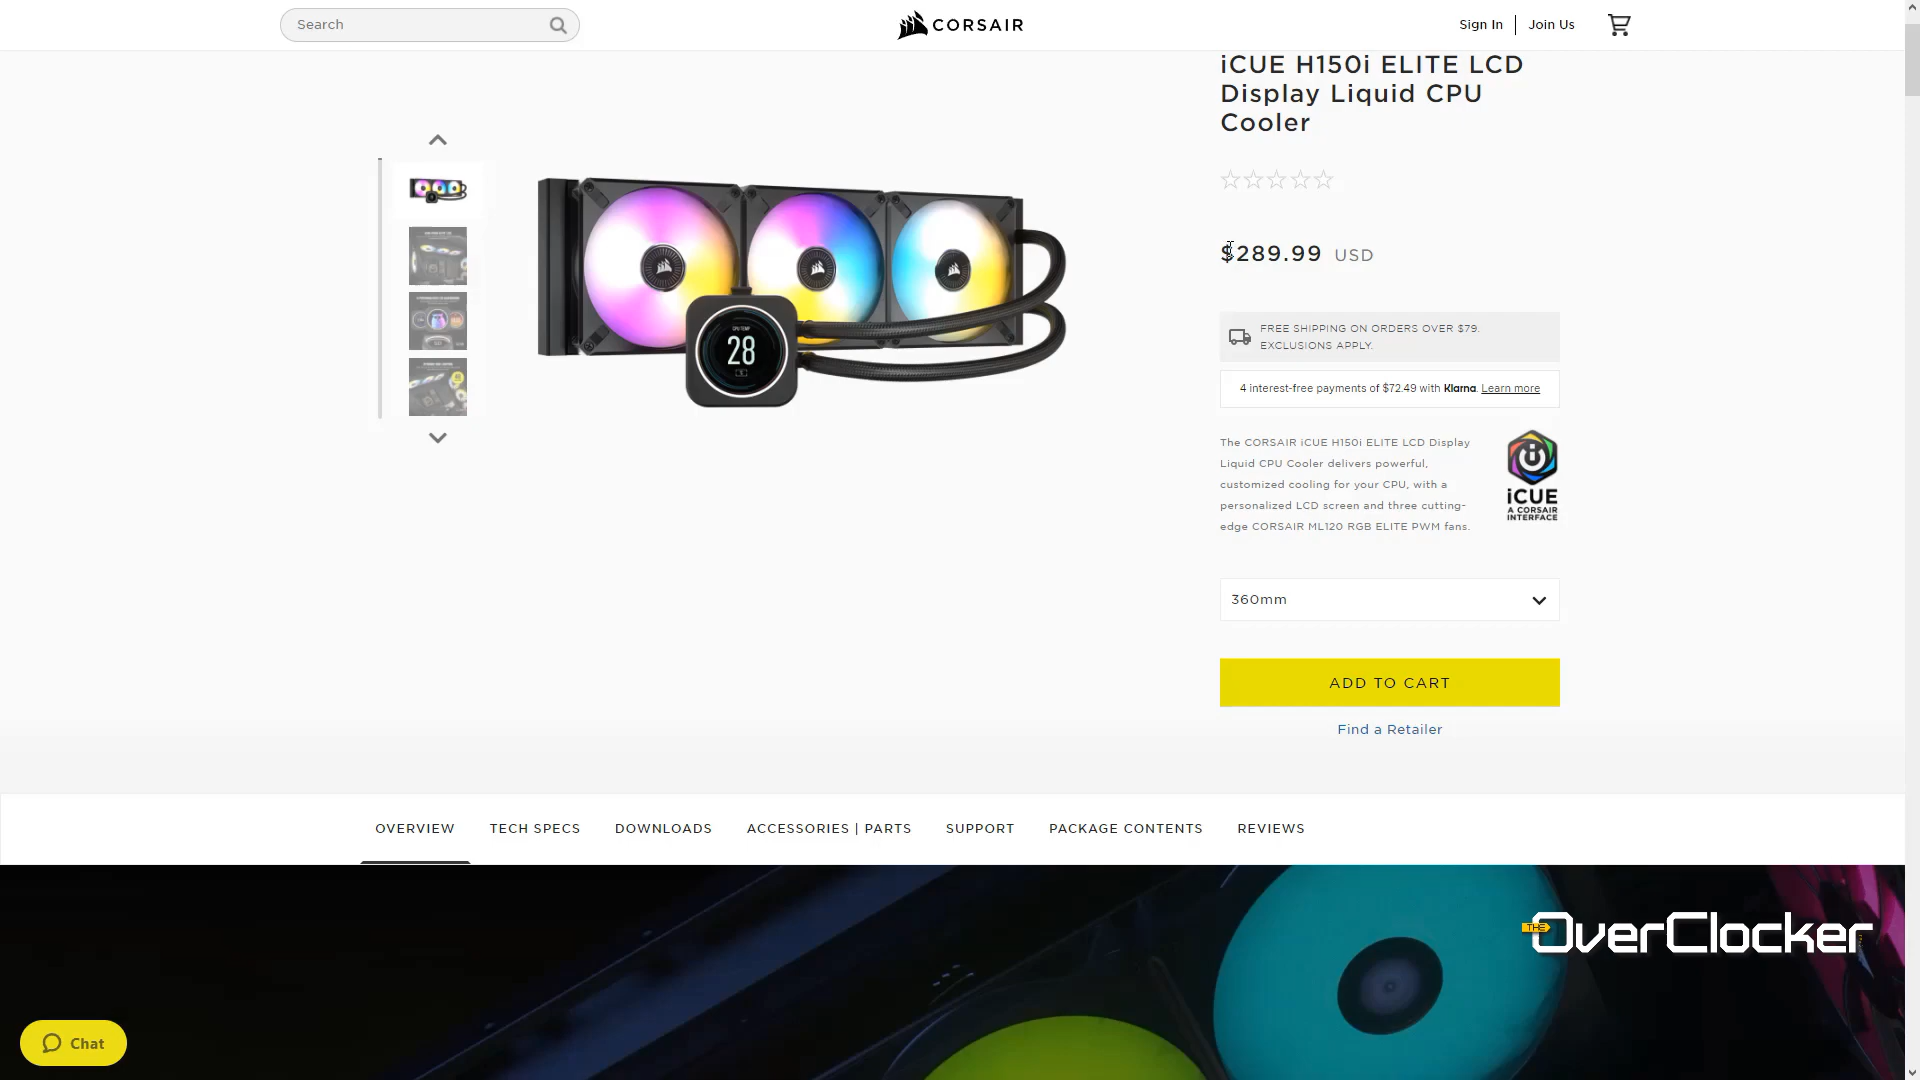 Search
CORSAIR
Sign In
Join Us
iCUE H150i ELITE LCD
Display Liquid CPU
Cooler
$289.99 USD
CPU TEMP
28
FREE SHIPPING ON ORDERS OVER $79.
EXCLUSIONS APPLY.
4 interest-free payments of $72.49 with Klarna. Learn more
The CORSAIR iCUE H150i ELITE LCD Display
Liquid CPU Cooler delivers powerful,
customized cooling for your CPU, with a
personalized LCD screen and three cutting-
edge CORSAIR ML120 RGB ELITE PWM fans.
iCUE
A CORSAIR
INTERFACE
360mm
ADD TO CART
Find a Retailer
OVERVIEW
TECH SPECS
DOWNLOADS
ACCESSORIES | PARTS
SUPPORT
PACKAGE CONTENTS
REVIEWS
THE OverClocker
Chat